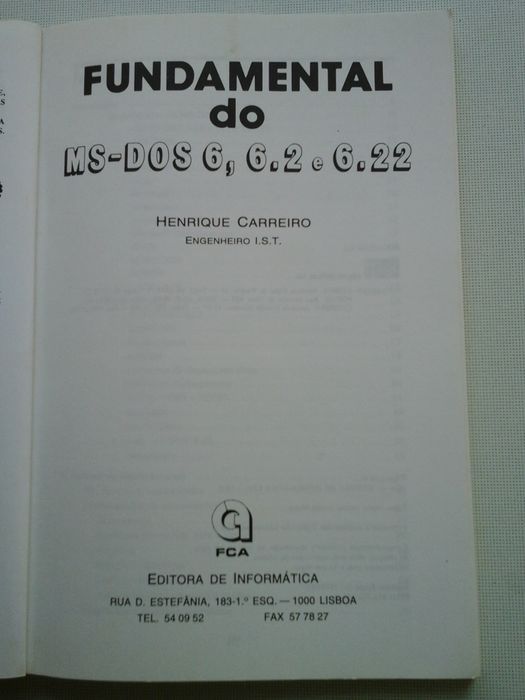 FUNDAMENTAL
do
MS-DOS 6, 6.2 e 6.22
HENRIQUE CARREIRO
ENGENHEIRO I.S.T.
FCA
EDITORA DE INFORMÁTICA
RUA D. ESTEFÂNIA, 183-1.º ESQ. — 1000 LISBOA
TEL. 54 09 52 FAX 57 78 27